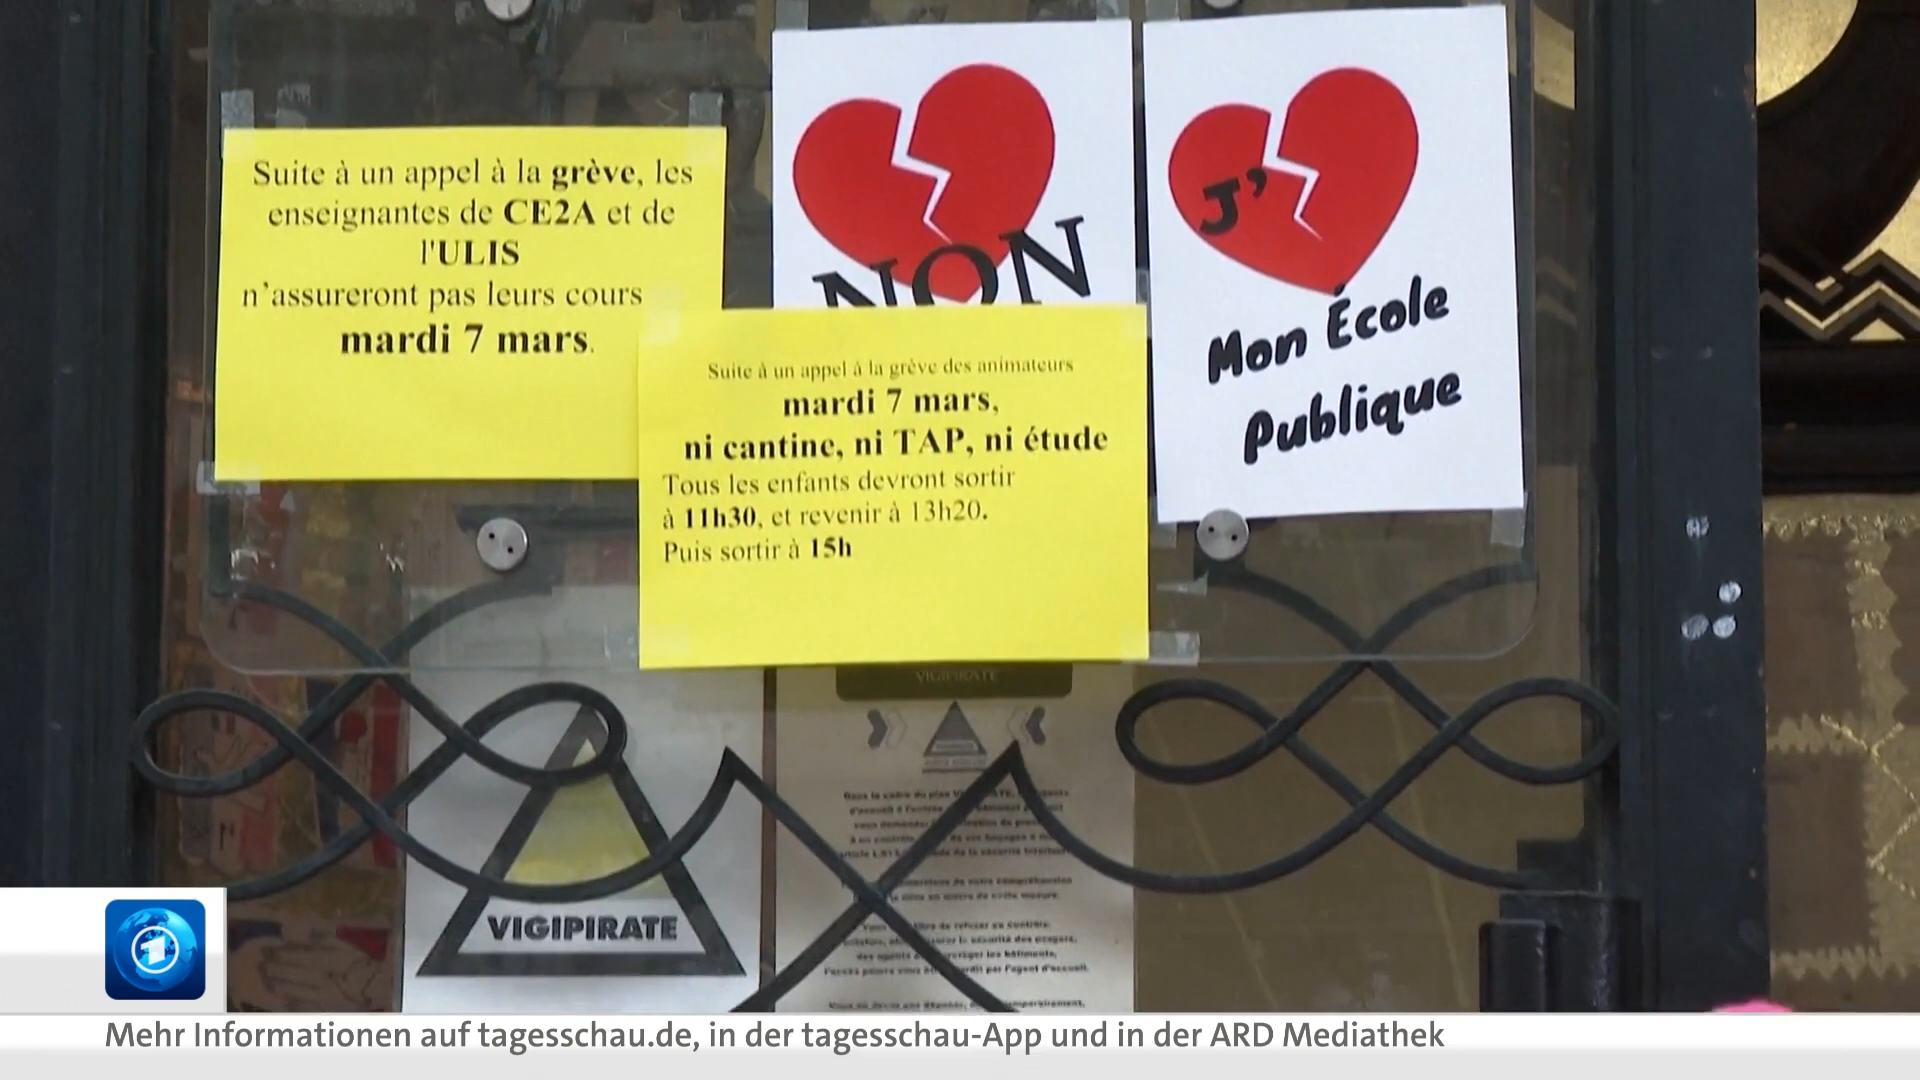 Suite à un appel à la grève, les
enseignantes de CE2A et de
l'ULIS
n'assureront pas leurs cours
mardi 7 mars.
NON
J'
Mon École
Publique
Suite à un appel à la grève des animateurs
mardi 7 mars,
ni cantine, ni TAP, ni étude
Tous les enfants devront sortir
à 11h30, et revenir à 13h20.
Puis sortir à 15h
VIGIPIRATE
VIGIPIRATE
1
Mehr Informationen auf tagesschau.de, in der tagesschau-App und in der ARD Mediathek